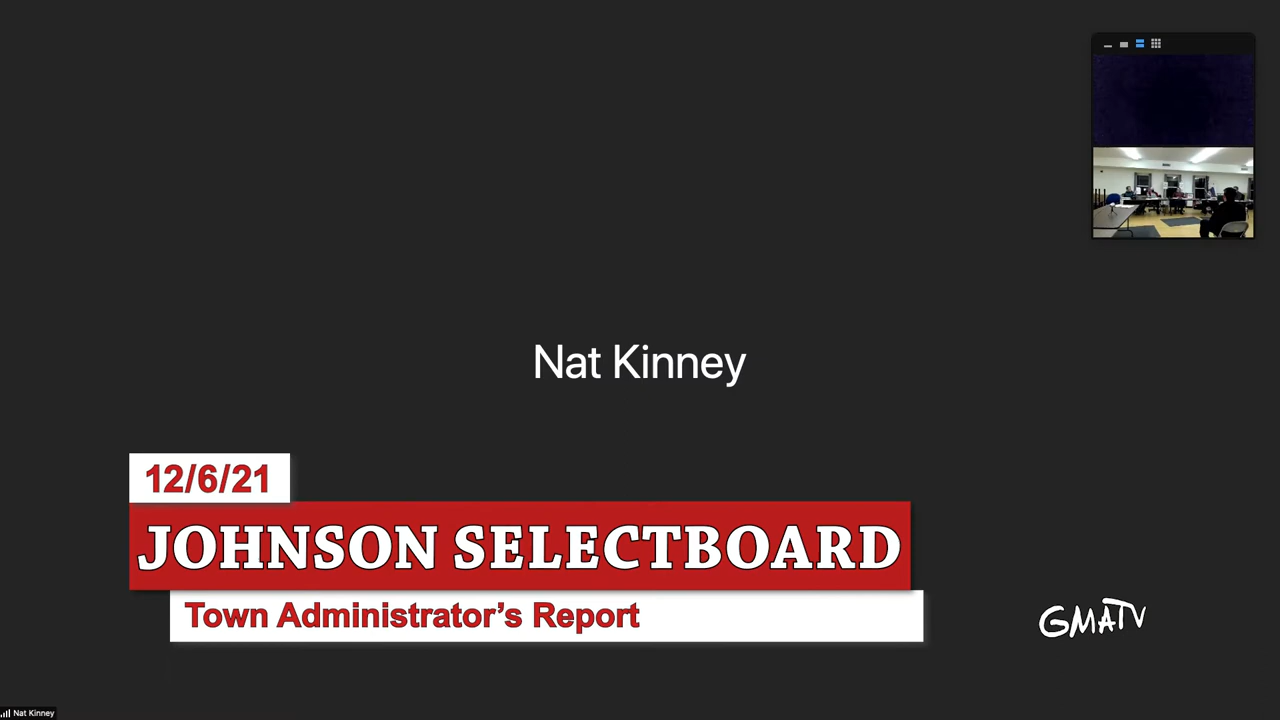 Nat Kinney
12/6/21
JOHNSON SELECTBOARD
Town Administrator's Report
GMATV
Nat Kinney